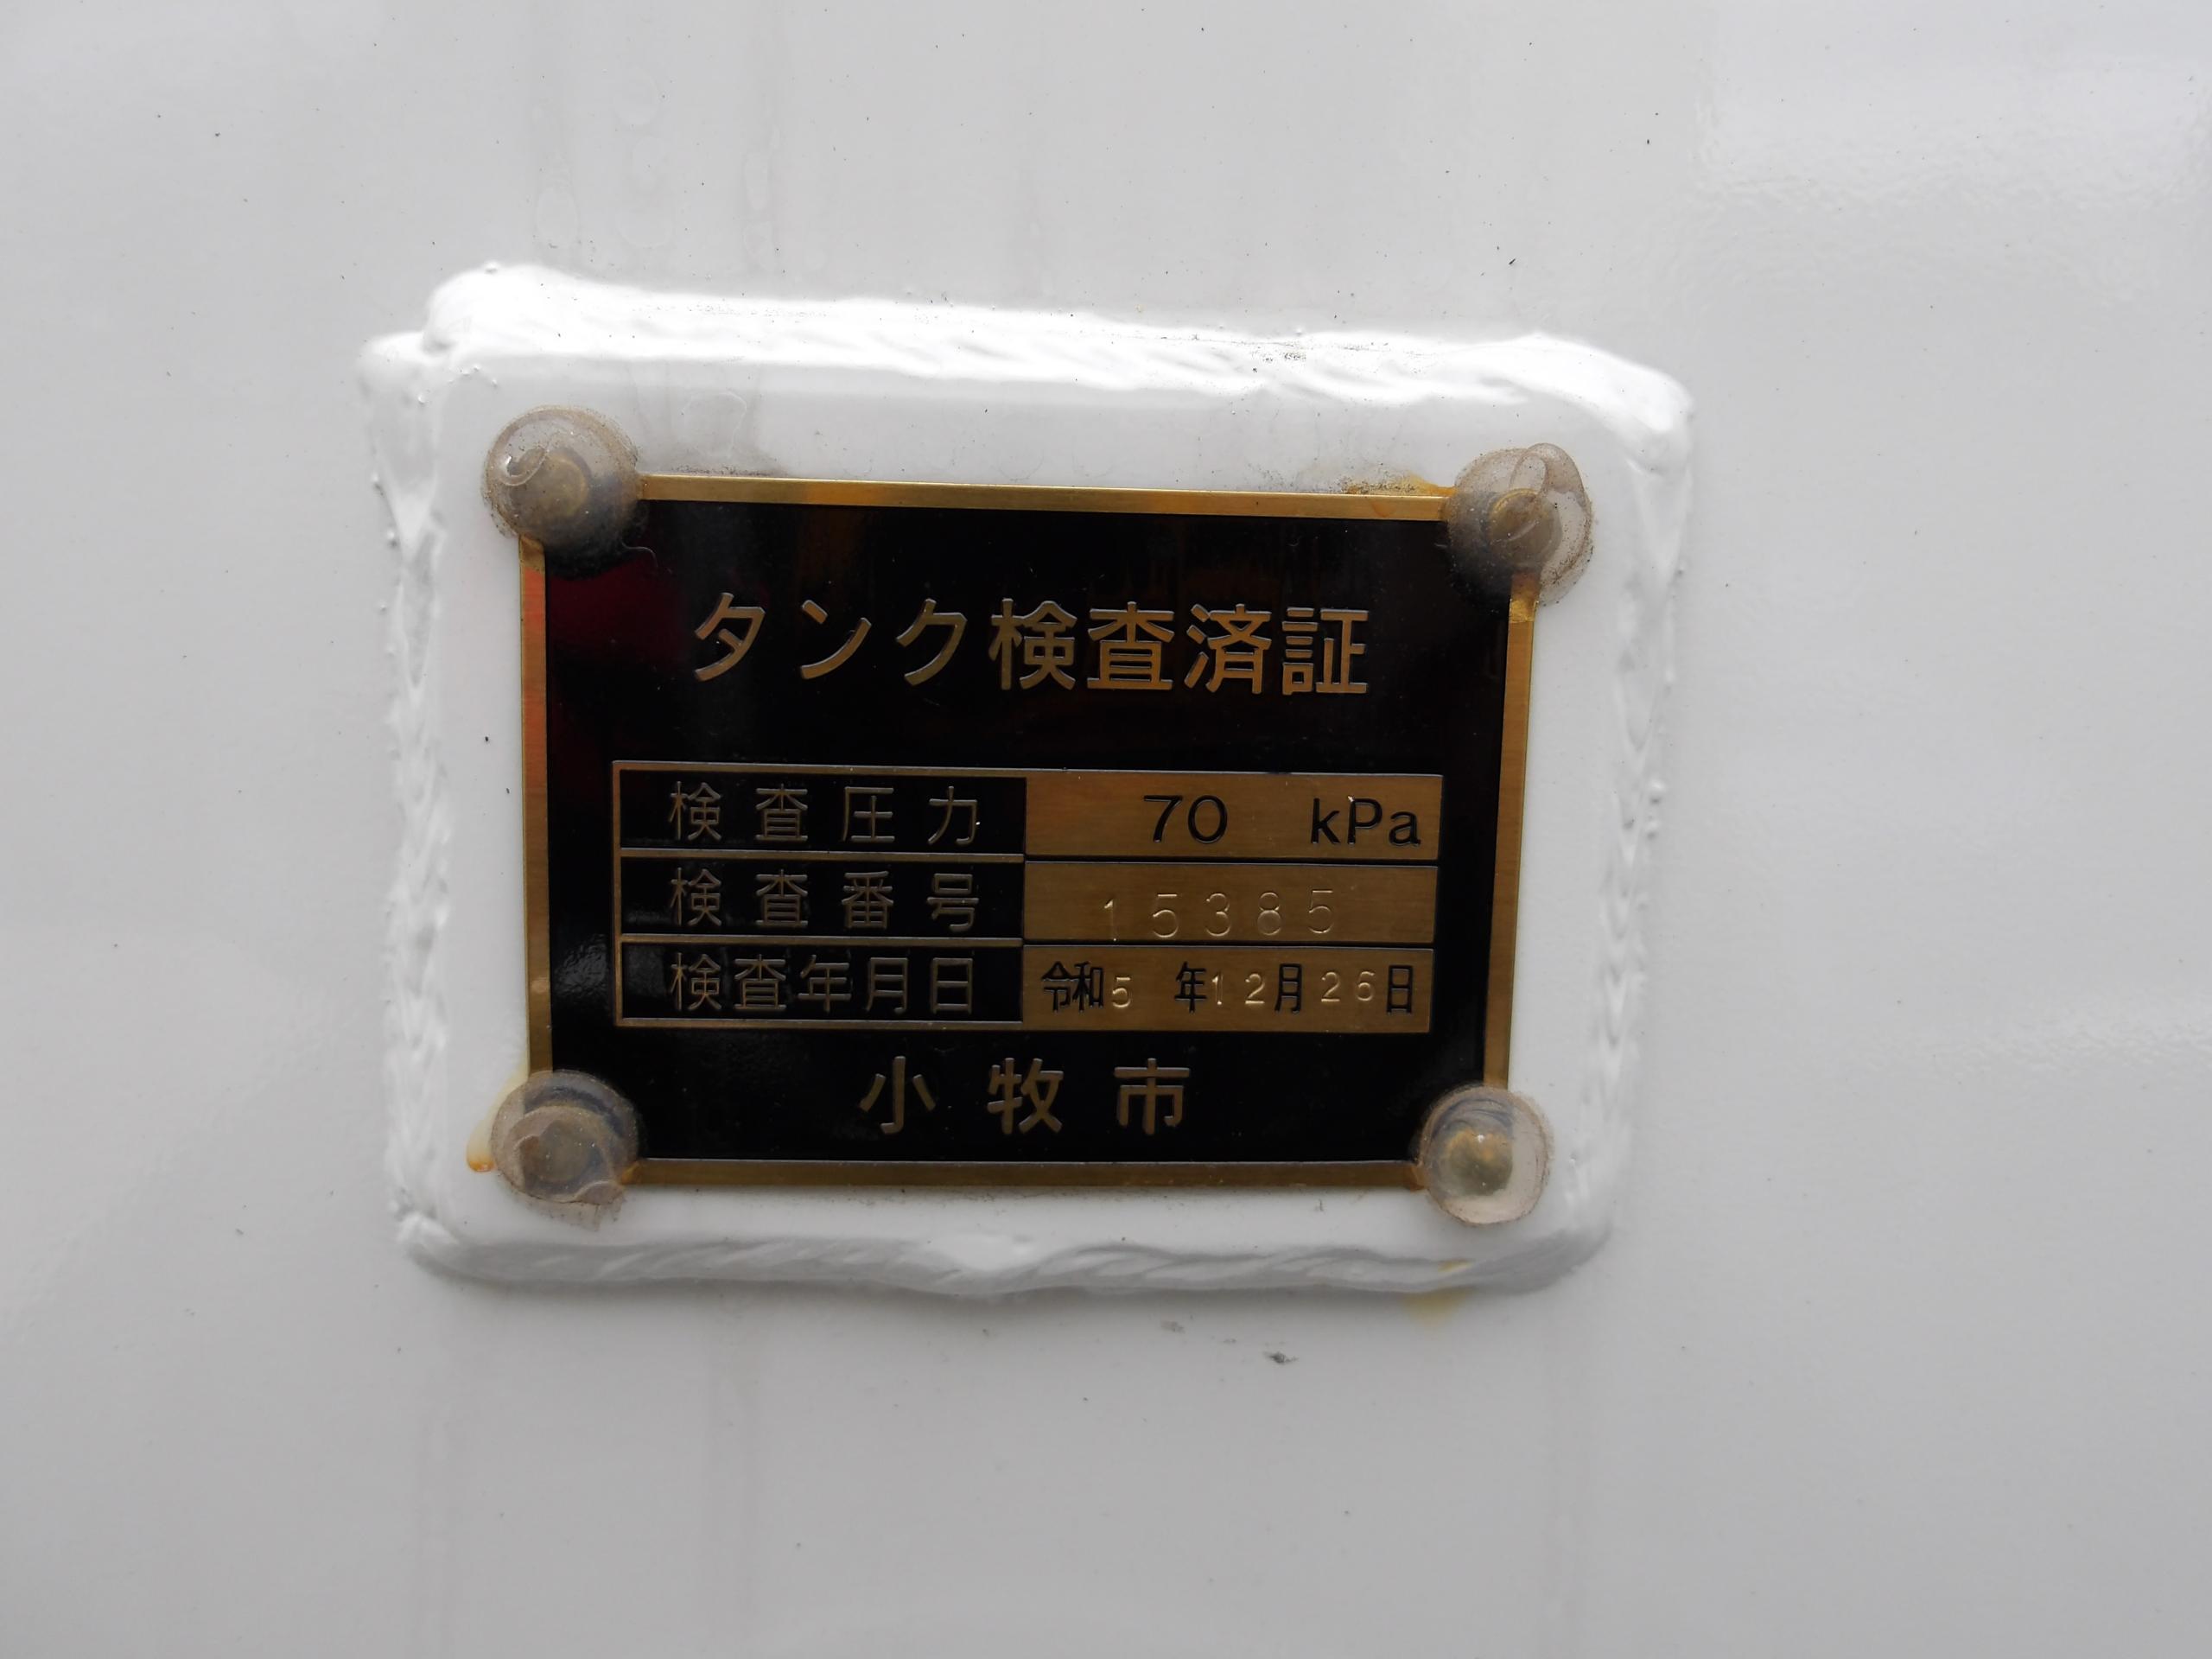 タンク検査済証
検査圧力 70 kPa
検査番号 15385
検査年月日 令和5年12月26日
小牧市